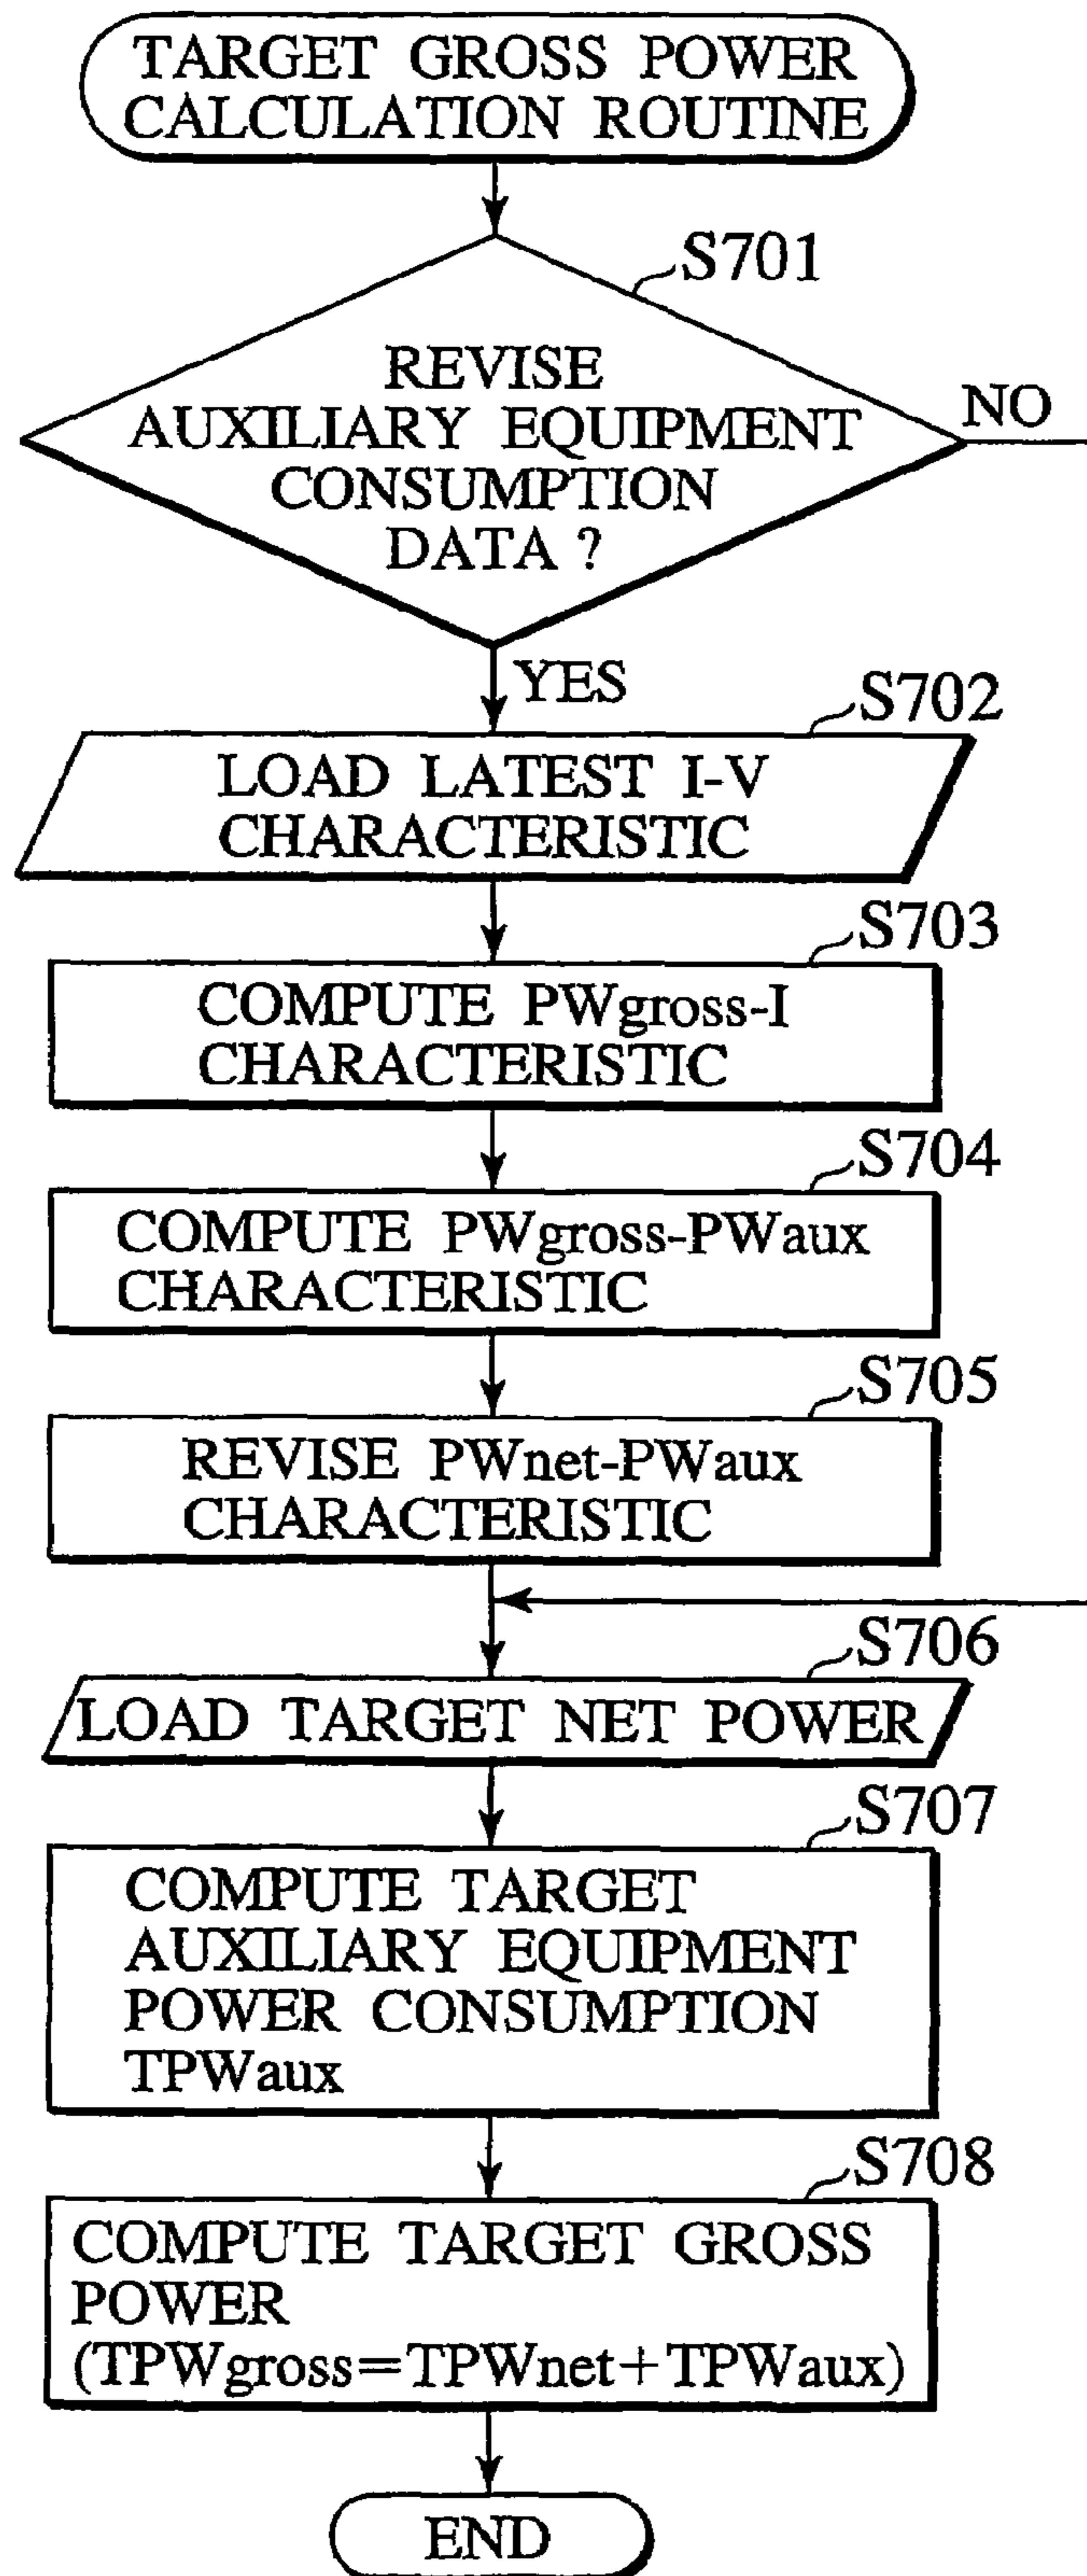 TARGET GROSS POWER
CALCULATION ROUTINE
S701
REVISE
AUXILIARY EQUIPMENT
CONSUMPTION
DATA ?
NO
YES
S702
LOAD LATEST I-V
CHARACTERISTIC
S703
COMPUTE PWgross-I
CHARACTERISTIC
S704
COMPUTE PWgross-PWaux
CHARACTERISTIC
S705
REVISE PWnet-PWaux
CHARACTERISTIC
S706
LOAD TARGET NET POWER
S707
COMPUTE TARGET
AUXILIARY EQUIPMENT
POWER CONSUMPTION
TPWaux
S708
COMPUTE TARGET GROSS
POWER
(TPWgross=TPWnet+TPWaux)
END